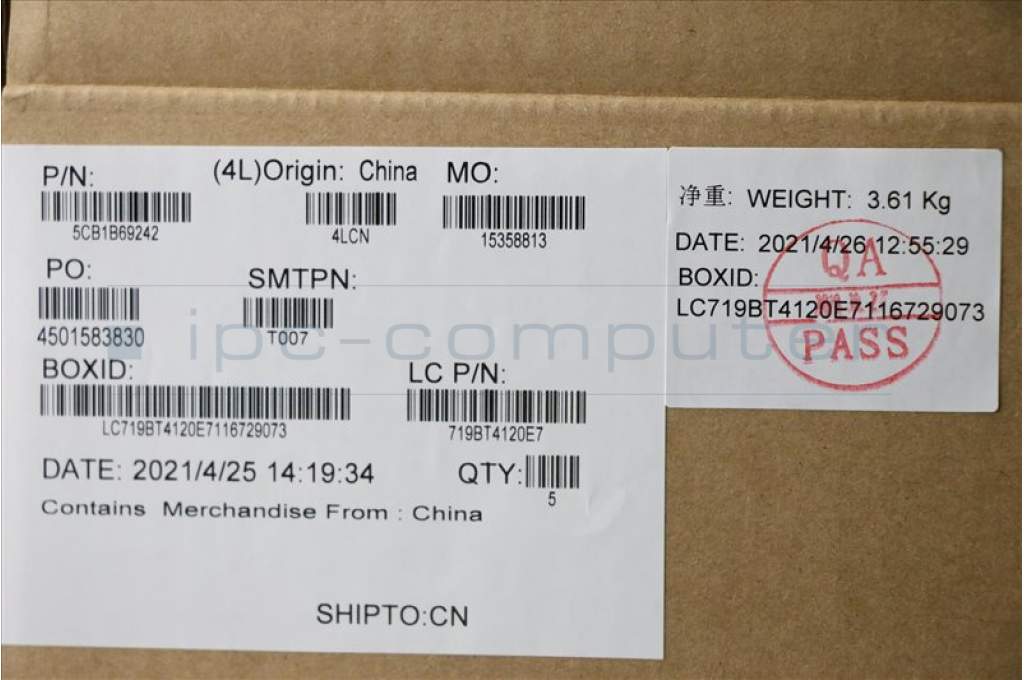 P/N: (4L)Origin: China MO:
5CB1B69242 4LCN 15358813
PO: SMTPN:
4501583830 T007
BOXID: LC P/N:
LC719BT4120E7116729073 719BT4120E7
DATE: 2021/4/25 14:19:34 QTY:
5
Contains Merchandise From : China
SHIPTO:CN
净重: WEIGHT: 3.61 Kg
DATE: 2021/4/26 12:55:29
BOXID:
LC719BT4120E7116729073
QA
PASS
ipc-computer